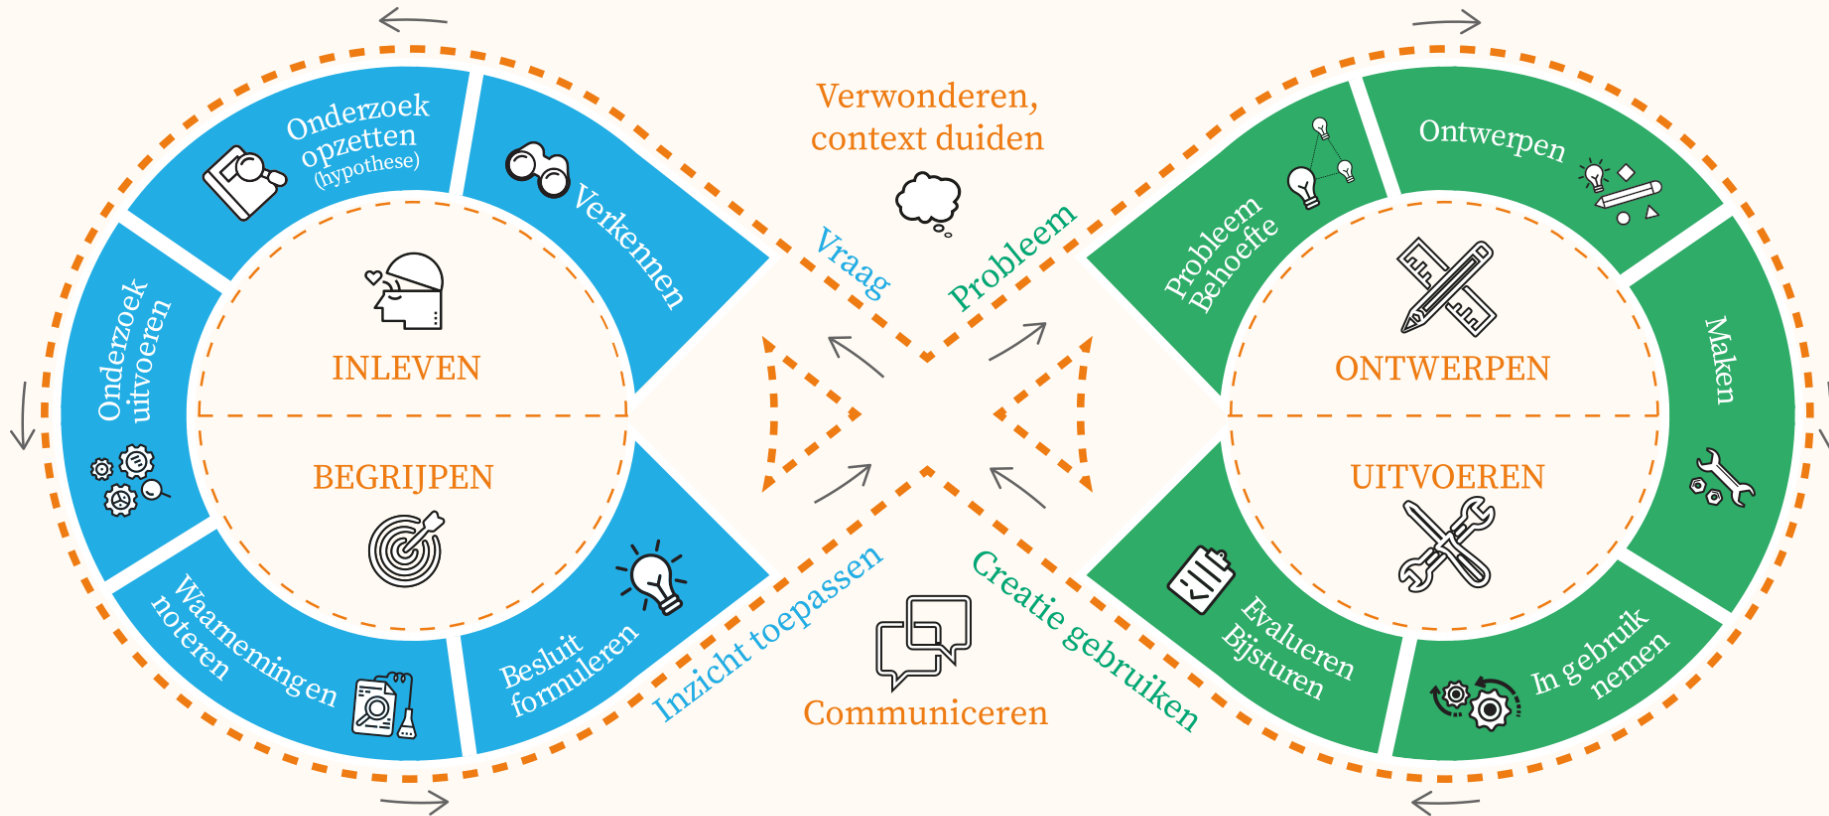 Verwonderen,
context duiden
Vraag
Probleem
Verkennen
Onderzoek
opzetten
(hypothese)
Onderzoek
uitvoeren
Waarnemingen
noteren
Besluit
formuleren
INLEVEN
BEGRIJPEN
Inzicht toepassen
Communiceren
Creatie gebruiken
Probleem
Behoefte
Ontwerpen
Maken
In gebruik
nemen
Evalueren
Bijsturen
ONTWERPEN
UITVOEREN